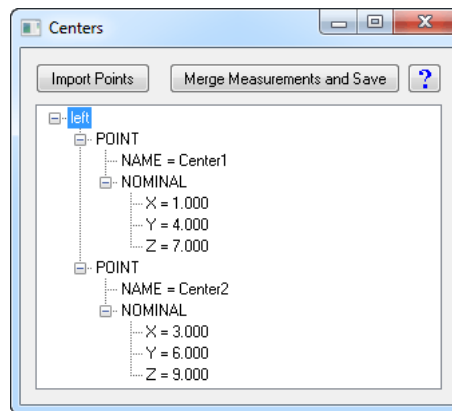 Centers
Import Points Merge Measurements and Save ?
left
POINT
NAME = Center1
NOMINAL
X = 1.000
Y = 4.000
Z = 7.000
POINT
NAME = Center2
NOMINAL
X = 3.000
Y = 6.000
Z = 9.000